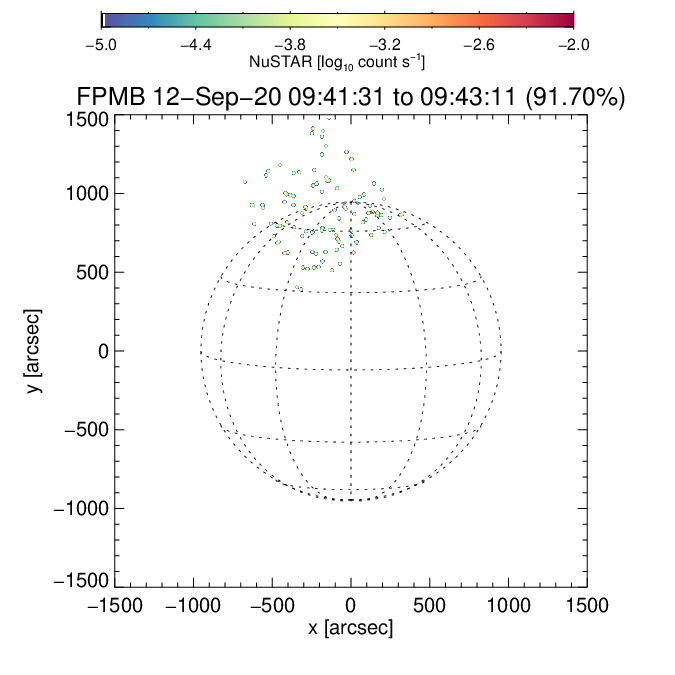 −5.0 −4.4 −3.8 −3.2 −2.6 −2.0
NuSTAR [log₁₀ count s⁻¹]
FPMB 12−Sep−20 09:41:31 to 09:43:11 (91.70%)
1500
1000
500
0
−500
−1000
−1500
y [arcsec]
−1500 −1000 −500 0 500 1000 1500
x [arcsec]